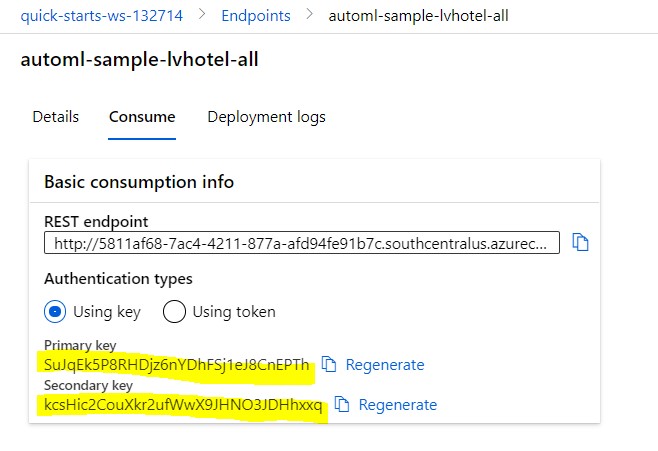 quick-starts-ws-132714 > Endpoints > automl-sample-lvhotel-all
automl-sample-lvhotel-all
Details Consume Deployment logs
Basic consumption info
REST endpoint
http://5811af68-7ac4-4211-877a-afd94fe91b7c.southcentralus.azurec...
Authentication types
Using key Using token
Primary key
SuJqEk5P8RHDjz6nYDhFSj1eJ8CnEPTh Regenerate
Secondary key
kcsHic2CouXkr2ufWwX9JHNO3JDHhxxq Regenerate